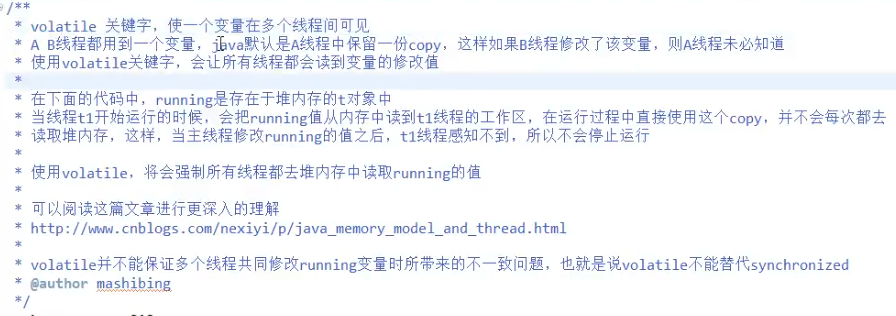 /**
* volatile 关键字，使一个变量在多个线程间可见
* A B线程都用到一个变量，java默认是A线程中保留一份copy，这样如果B线程修改了该变量，则A线程未必知道
* 使用volatile关键字，会让所有线程都会读到变量的修改值
*
* 在下面的代码中，running是存在于堆内存的t对象中
* 当线程t1开始运行的时候，会把running值从内存中读到t1线程的工作区，在运行过程中直接使用这个copy，并不会每次都去
* 读取堆内存，这样，当主线程修改running的值之后，t1线程感知不到，所以不会停止运行
*
* 使用volatile，将会强制所有线程都去堆内存中读取running的值
*
* 可以阅读这篇文章进行更深入的理解
* http://www.cnblogs.com/nexiyi/p/java_memory_model_and_thread.html
*
* volatile并不能保证多个线程共同修改running变量时所带来的不一致问题，也就是说volatile不能替代synchronized
* @author mashibing
*/